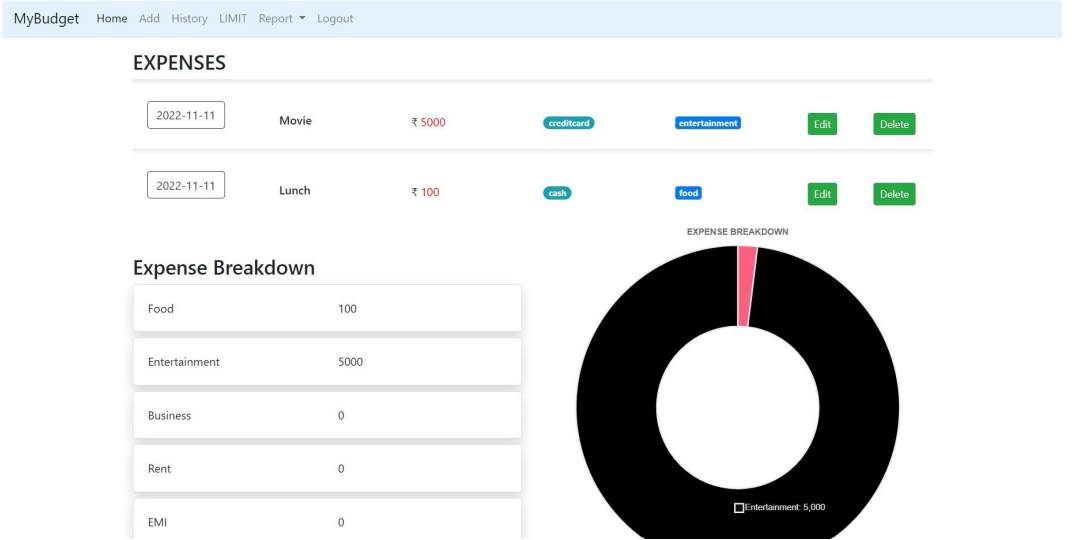 MyBudget Home Add History LIMIT Report Logout
EXPENSES
2022-11-11 Movie ₹ 5000 creditcard entertainment Edit Delete
2022-11-11 Lunch ₹ 100 cash food Edit Delete
EXPENSE BREAKDOWN
Expense Breakdown
Food 100
Entertainment 5000
Business 0
Rent 0
Entertainment: 5,000
EMI 0